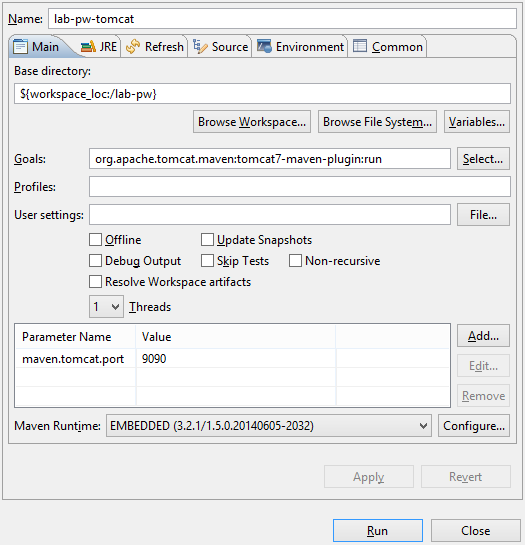 Name: lab-pw-tomcat
Main JRE Refresh Source Environment Common
Base directory:
${workspace_loc:/lab-pw}
Browse Workspace... Browse File System... Variables...
Goals: org.apache.tomcat.maven:tomcat7-maven-plugin:run Select...
Profiles:
User settings: File...
Offline Update Snapshots
Debug Output Skip Tests Non-recursive
Resolve Workspace artifacts
1 Threads
Parameter Name Value Add...
maven.tomcat.port 9090
Edit...
Remove
Maven Runtime: EMBEDDED (3.2.1/1.5.0.20140605-2032) Configure...
Apply Revert
Run Close